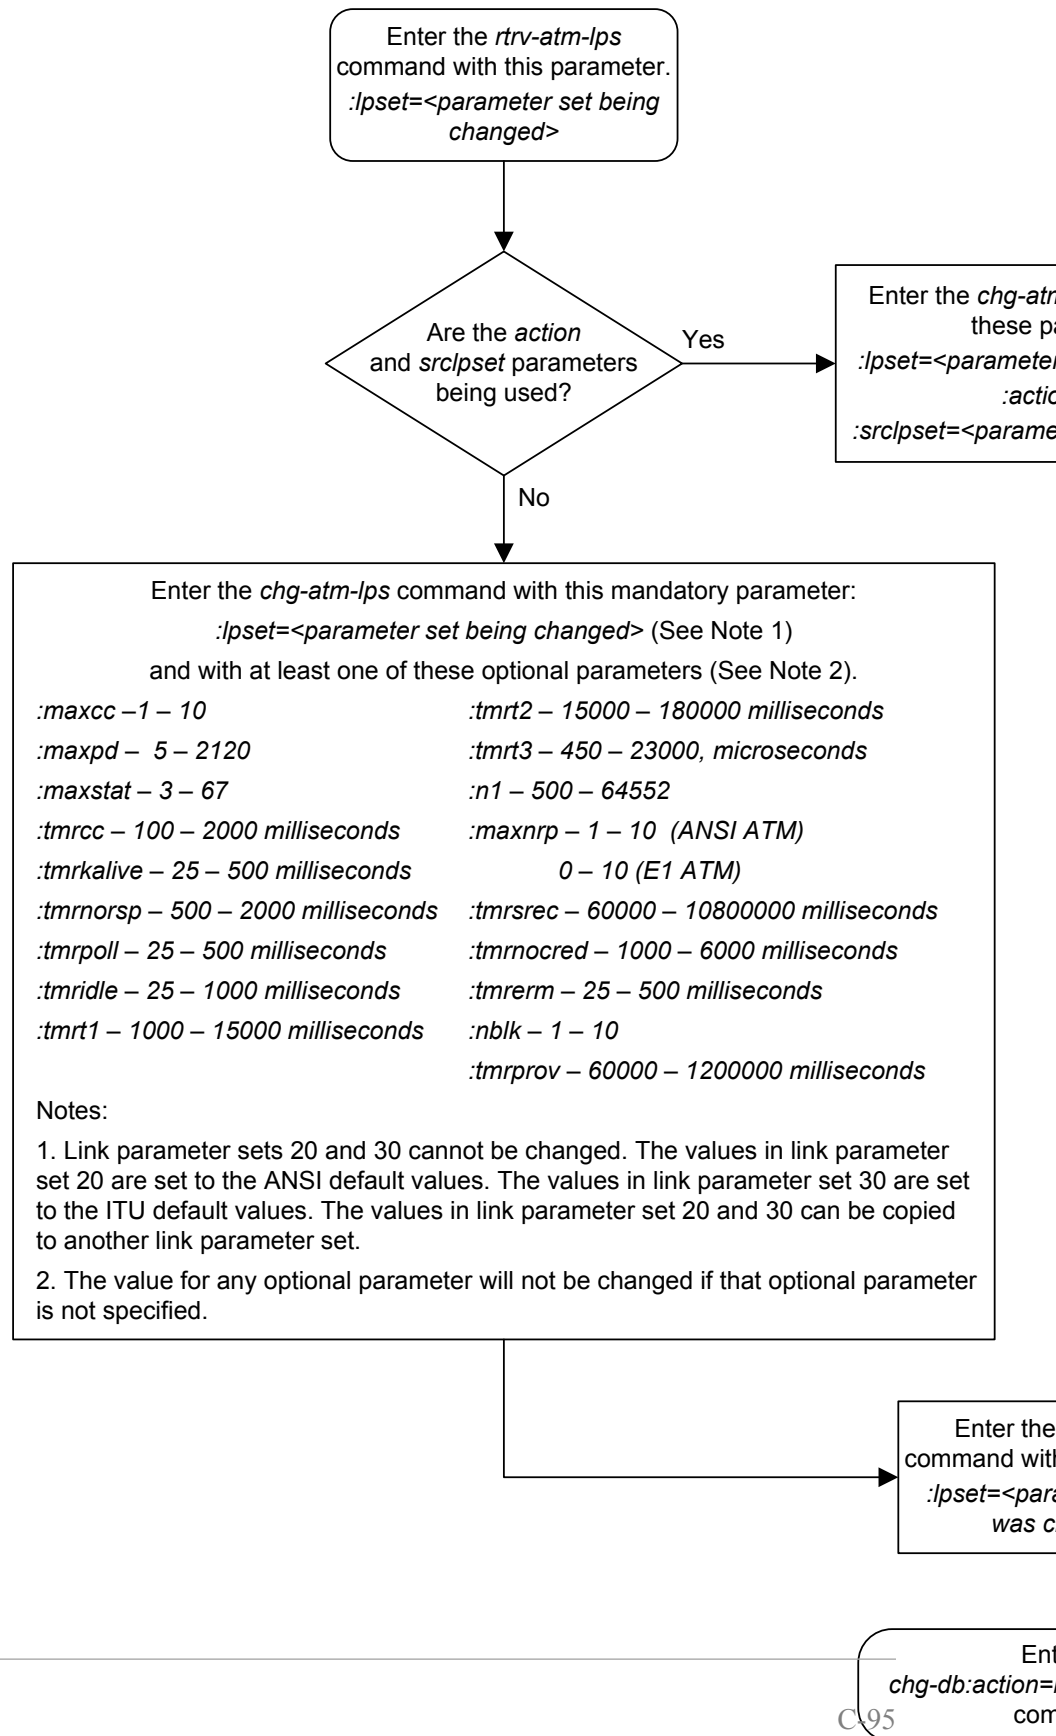 Enter the rtrv-atm-lps
command with this parameter.
:lpset=<parameter set being
changed>
Are the action
and srclpset parameters
being used?
Yes
Enter the chg-atm
these pa
:lpset=<parameter
:actio
:srclpset=<parame
No
Enter the chg-atm-lps command with this mandatory parameter:
:lpset=<parameter set being changed> (See Note 1)
and with at least one of these optional parameters (See Note 2).
:maxcc –1 – 10
:maxpd – 5 – 2120
:maxstat – 3 – 67
:tmrcc – 100 – 2000 milliseconds
:tmrkalive – 25 – 500 milliseconds
:tmrnorsp – 500 – 2000 milliseconds
:tmrpoll – 25 – 500 milliseconds
:tmridle – 25 – 1000 milliseconds
:tmrt1 – 1000 – 15000 milliseconds
:tmrt2 – 15000 – 180000 milliseconds
:tmrt3 – 450 – 23000, microseconds
:n1 – 500 – 64552
:maxnrp – 1 – 10 (ANSI ATM)
0 – 10 (E1 ATM)
:tmrsrec – 60000 – 10800000 milliseconds
:tmrnocred – 1000 – 6000 milliseconds
:tmrerm – 25 – 500 milliseconds
:nblk – 1 – 10
:tmrprov – 60000 – 1200000 milliseconds
Notes:
1. Link parameter sets 20 and 30 cannot be changed. The values in link parameter
set 20 are set to the ANSI default values. The values in link parameter set 30 are set
to the ITU default values. The values in link parameter set 20 and 30 can be copied
to another link parameter set.
2. The value for any optional parameter will not be changed if that optional parameter
is not specified.
Enter the
command with
:lpset=<para
was c
Ent
chg-db:action=
com
C-95